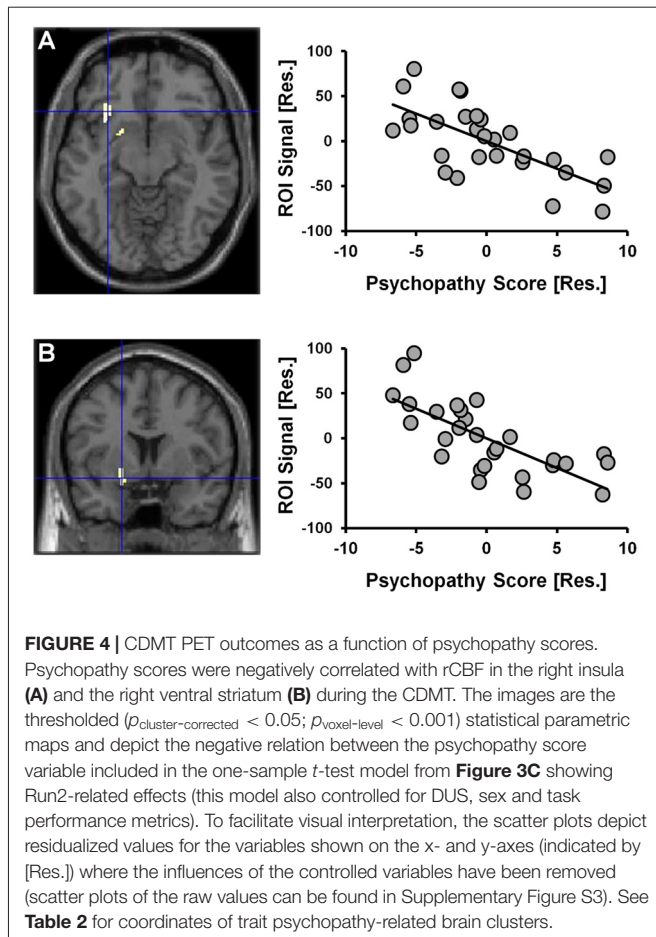 A
100
50
0
-50
-100
ROI Signal [Res.]
-10 -5 0 5 10
Psychopathy Score [Res.]
B
100
50
0
-50
-100
ROI Signal [Res.]
-10 -5 0 5 10
Psychopathy Score [Res.]
FIGURE 4 | CDMT PET outcomes as a function of psychopathy scores.
Psychopathy scores were negatively correlated with rCBF in the right insula
(A) and the right ventral striatum (B) during the CDMT. The images are the
thresholded (pcluster-corrected < 0.05; pvoxel-level < 0.001) statistical parametric
maps and depict the negative relation between the psychopathy score
variable included in the one-sample t-test model from Figure 3C showing
Run2-related effects (this model also controlled for DUS, sex and task
performance metrics). To facilitate visual interpretation, the scatter plots depict
residualized values for the variables shown on the x- and y-axes (indicated by
[Res.]) where the influences of the controlled variables have been removed
(scatter plots of the raw values can be found in Supplementary Figure S3). See
Table 2 for coordinates of trait psychopathy-related brain clusters.